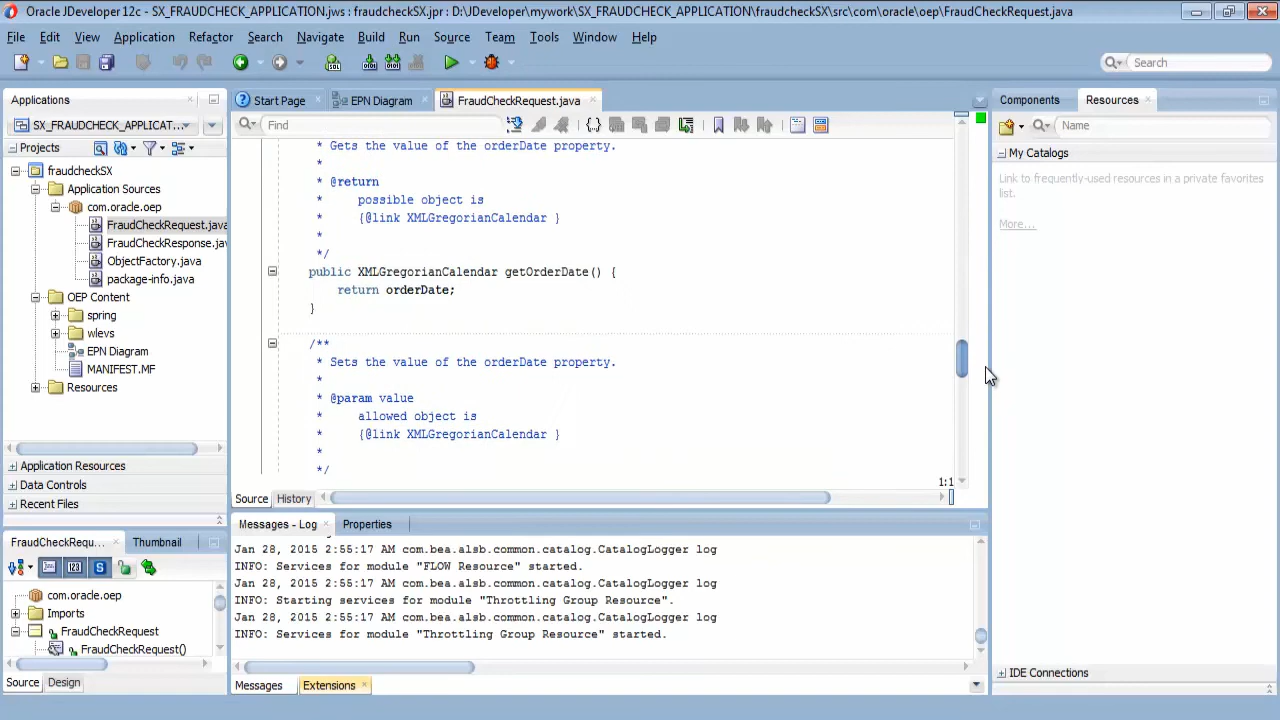 Oracle JDeveloper 12c - SX_FRAUDCHECK_APPLICATION.jws : fraudcheckSX.jpr : D:\JDeveloper\mywork\SX_FRAUDCHECK_APPLICATION\fraudcheckSX\src\com\oracle\oep\FraudCheckRequest.java
File Edit View Application Refactor Search Navigate Build Run Source Team Tools Window Help
Search
Applications
SX_FRAUDCHECK_APPLICAT...
Projects
fraudcheckSX
Application Sources
com.oracle.oep
FraudCheckRequest.java
FraudCheckResponse.jav
ObjectFactory.java
package-info.java
OEP Content
spring
wlevs
EPN Diagram
MANIFEST.MF
Resources
Application Resources
Data Controls
Recent Files
FraudCheckRequ... Thumbnail
com.oracle.oep
Imports
FraudCheckRequest
FraudCheckRequest()
Source Design
Start Page EPN Diagram FraudCheckRequest.java
Find
* Gets the value of the orderDate property.
*
* @return
* possible object is
* {@link XMLGregorianCalendar }
*
*/
public XMLGregorianCalendar getOrderDate() {
return orderDate;
}
/**
* Sets the value of the orderDate property.
*
* @param value
* allowed object is
* {@link XMLGregorianCalendar }
*
*/
1:1
Source History
Messages - Log Properties
Jan 28, 2015 2:55:17 AM com.bea.alsb.common.catalog.CatalogLogger log
INFO: Services for module "FLOW Resource" started.
Jan 28, 2015 2:55:17 AM com.bea.alsb.common.catalog.CatalogLogger log
INFO: Starting services for module "Throttling Group Resource".
Jan 28, 2015 2:55:17 AM com.bea.alsb.common.catalog.CatalogLogger log
INFO: Services for module "Throttling Group Resource" started.
Messages Extensions
Components Resources
Name
My Catalogs
Link to frequently-used resources in a private favorites
list.
More...
IDE Connections